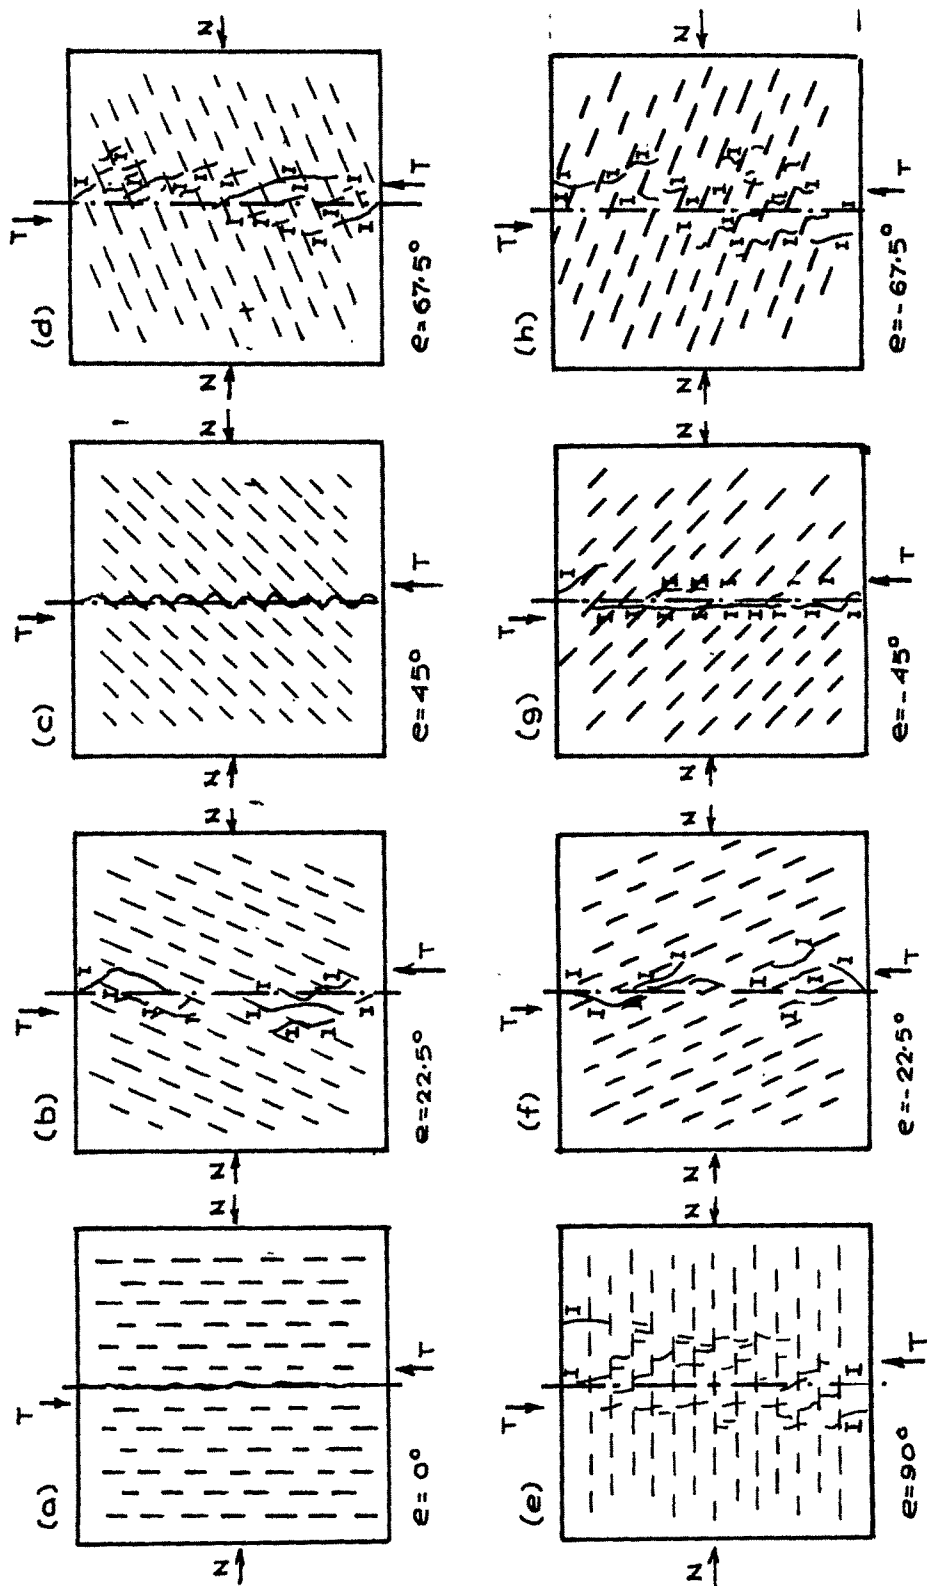 (a)
T
N
N
T
e=0°
(b)
T
N
N
T
e=22.5°
(c)
T
N
N
T
e=45°
(d)
T
N
N
T
e=67.5°
(e)
T
N
N
T
e=90°
(f)
T
N
N
T
e=-22.5°
(g)
T
N
N
T
e=-45°
(h)
T
N
N
T
e=-67.5°